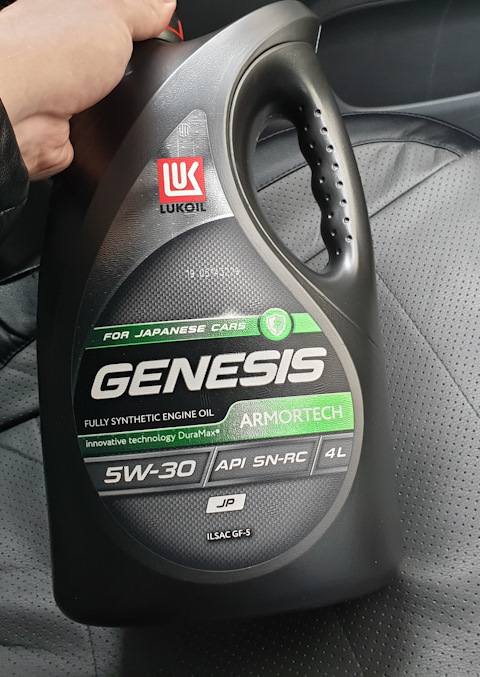 LUK
LUKOIL
FOR JAPANESE CARS
GENESIS
FULLY SYNTHETIC ENGINE OIL
ARMORTECH
innovative technology DuraMax®
5W-30 API SN-RC 4L
JP
ILSAC GF-5